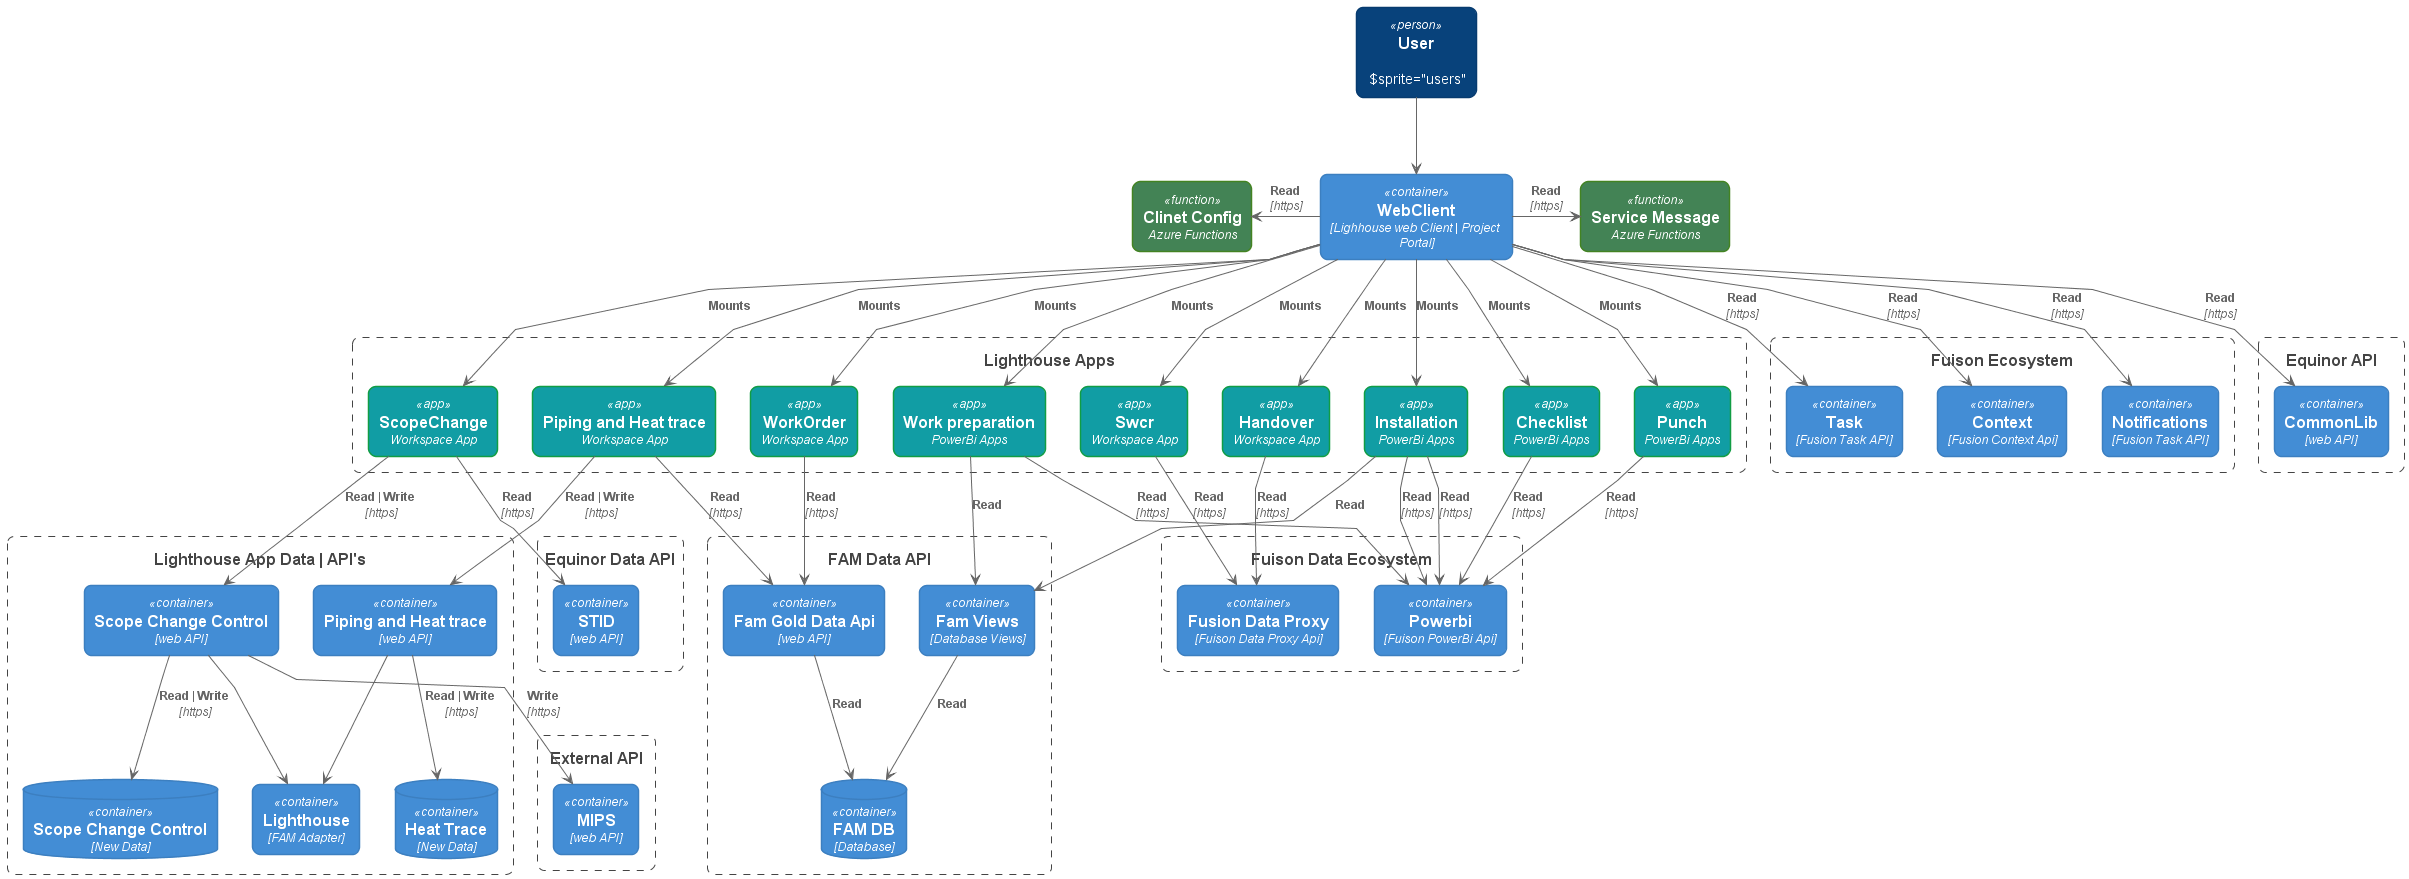 «person»
User
$sprite="users"
«function»
Clinet Config
Azure Functions
Read
[https]
«container»
WebClient
[Lighhouse web Client | Project
Portal]
Read
[https]
«function»
Service Message
Azure Functions
Mounts
Mounts
Mounts
Mounts
Mounts
Mounts
Mounts
Mounts
Mounts
Read
[https]
Read
[https]
Read
[https]
Read
[https]
Lighthouse Apps
«app»
ScopeChange
Workspace App
«app»
Piping and Heat trace
Workspace App
«app»
WorkOrder
Workspace App
«app»
Work preparation
PowerBi Apps
«app»
Swcr
Workspace App
«app»
Handover
Workspace App
«app»
Installation
PowerBi Apps
«app»
Checklist
PowerBi Apps
«app»
Punch
PowerBi Apps
Fuison Ecosystem
«container»
Task
[Fusion Task API]
«container»
Context
[Fusion Context Api]
«container»
Notifications
[Fusion Task API]
Equinor API
«container»
CommonLib
[web API]
Read | Write
[https]
Read
[https]
Read | Write
[https]
Read
[https]
Read
[https]
Read
Read
[https]
Read
[https]
Read
[https]
Read
Read
[https]
Read
[https]
Read
[https]
Read
[https]
Lighthouse App Data | API's
«container»
Scope Change Control
[web API]
«container»
Piping and Heat trace
[web API]
Equinor Data API
«container»
STID
[web API]
FAM Data API
«container»
Fam Gold Data Api
[web API]
«container»
Fam Views
[Database Views]
Fuison Data Ecosystem
«container»
Fusion Data Proxy
[Fuison Data Proxy Api]
«container»
Powerbi
[Fuison PowerBi Api]
Read | Write
[https]
Read | Write
[https]
Write
[https]
Read
Read
«container»
Scope Change Control
[New Data]
«container»
Lighthouse
[FAM Adapter]
«container»
Heat Trace
[New Data]
External API
«container»
MIPS
[web API]
«container»
FAM DB
[Database]